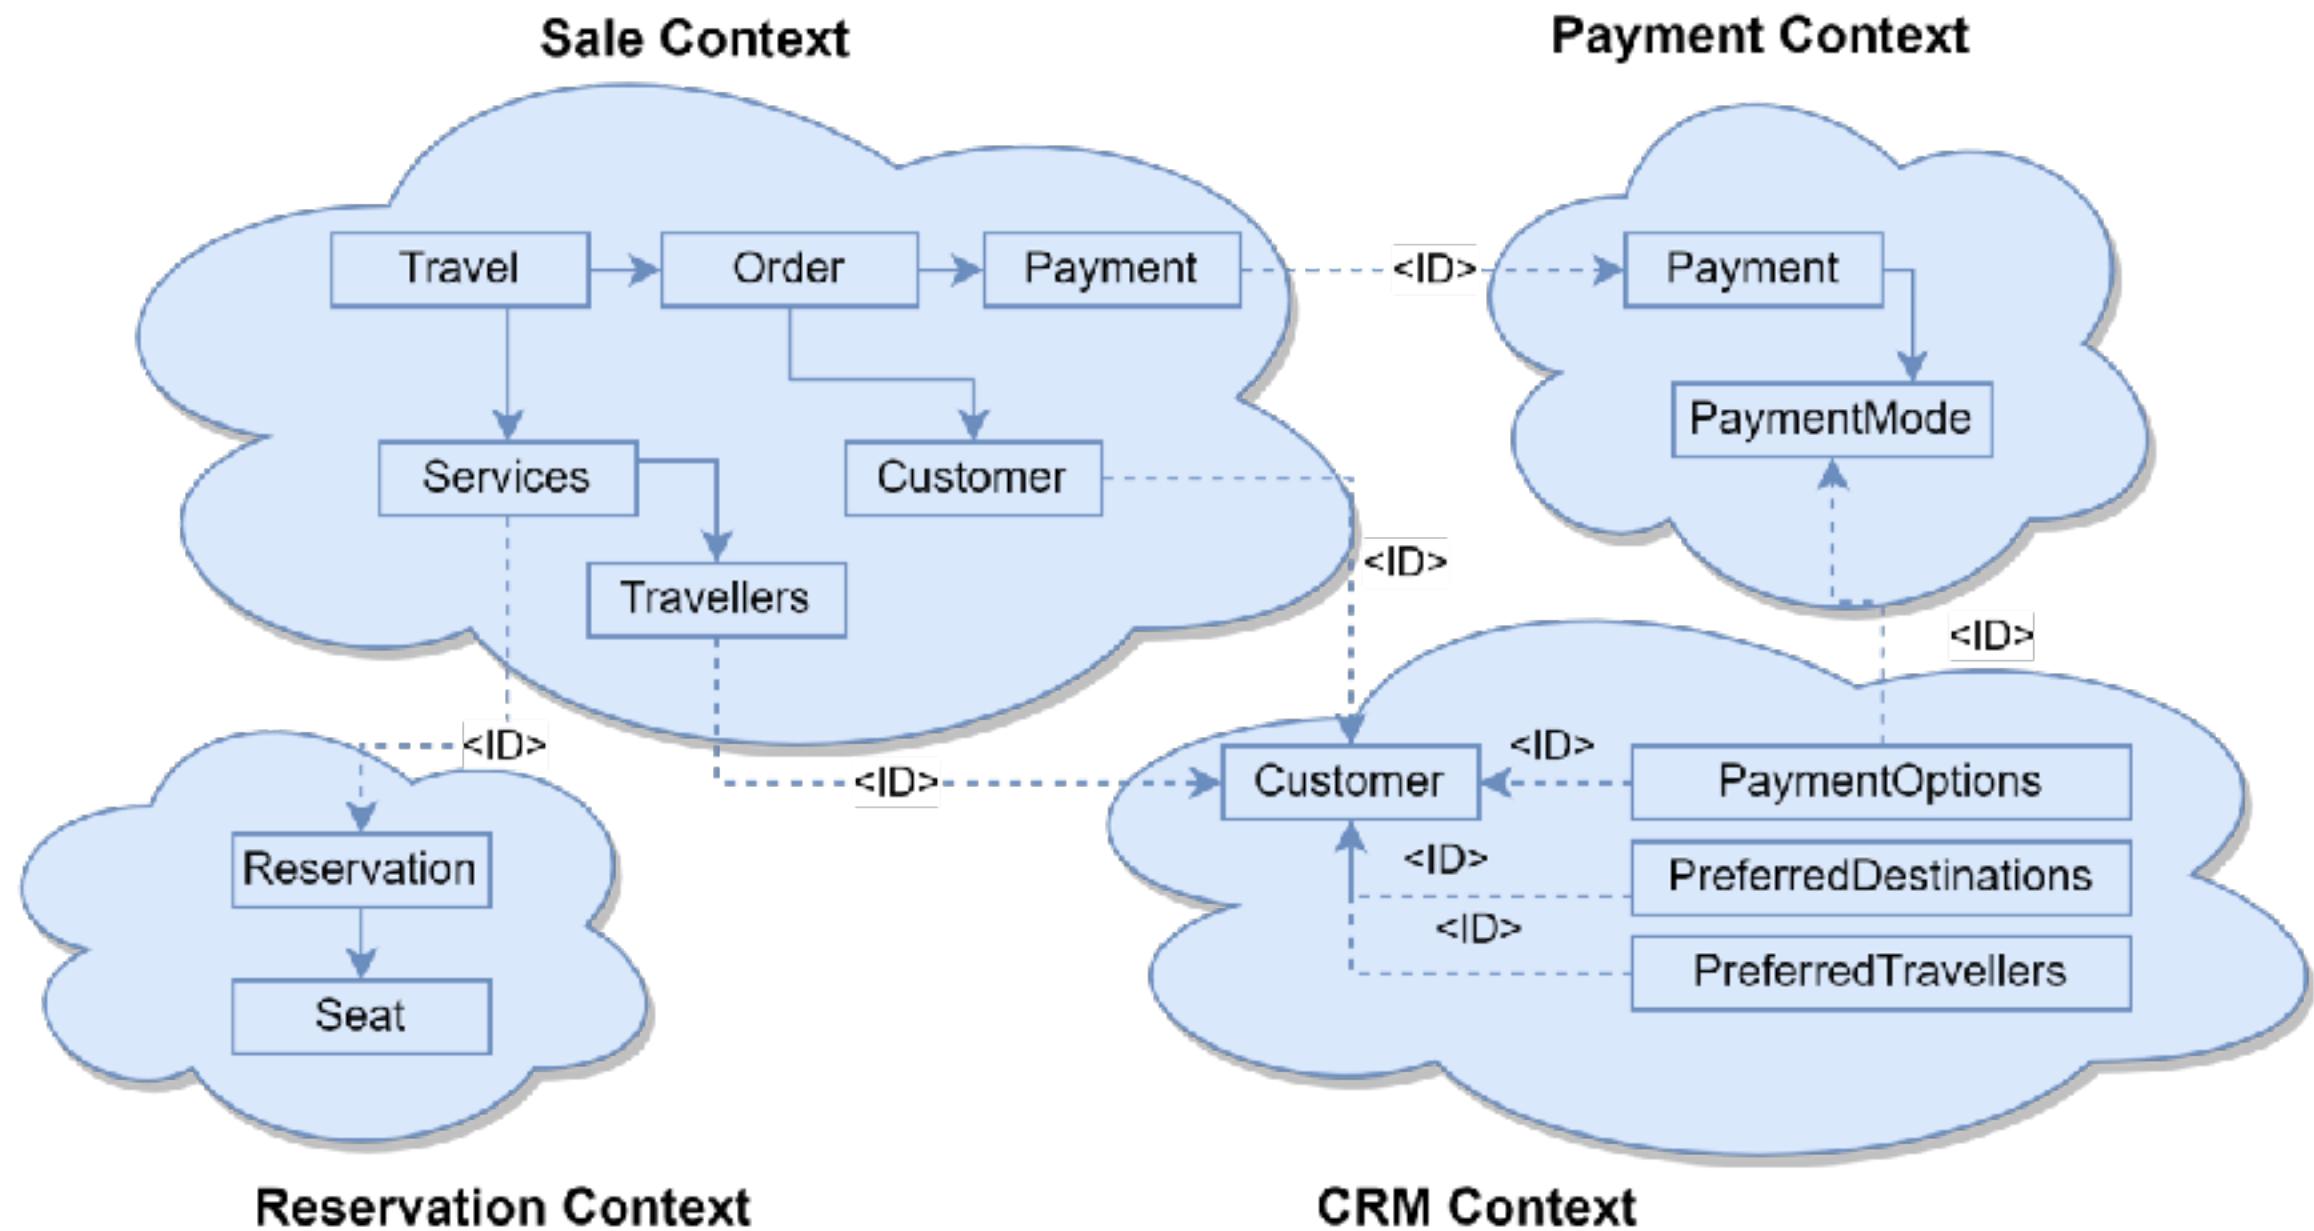 Sale Context
Payment Context
Travel
Order
Payment
<ID>
Payment
PaymentMode
Services
Customer
<ID>
Travellers
<ID>
<ID>
<ID>
Customer
<ID>
PaymentOptions
<ID>
PreferredDestinations
<ID>
PreferredTravellers
Reservation
Seat
Reservation Context
CRM Context